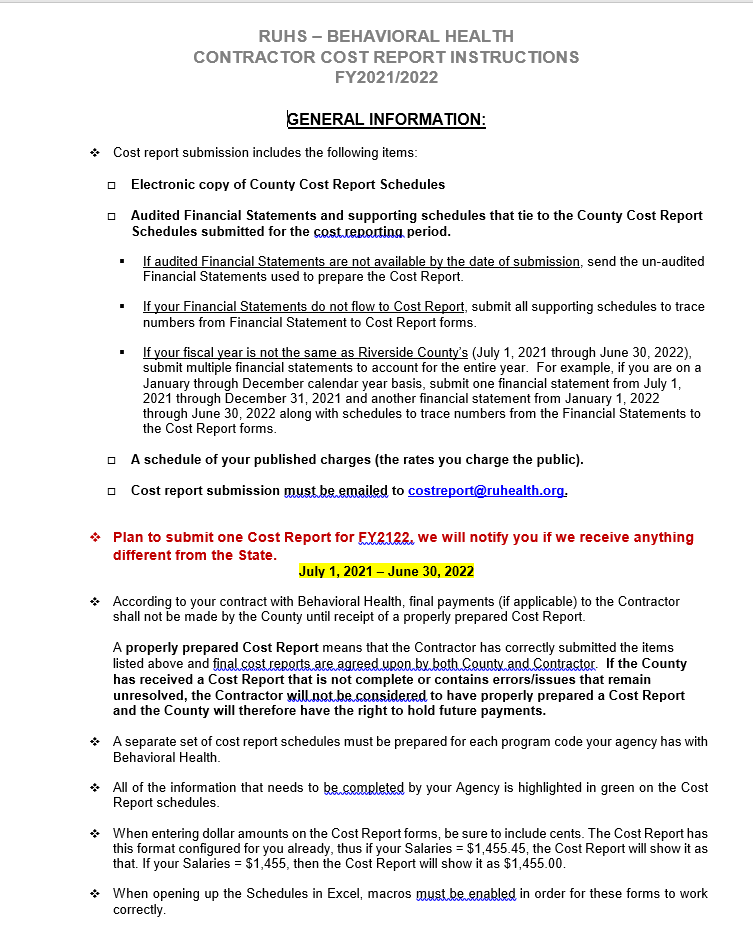 RUHS – BEHAVIORAL HEALTH
CONTRACTOR COST REPORT INSTRUCTIONS
FY2021/2022
GENERAL INFORMATION:
❖ Cost report submission includes the following items:
□ Electronic copy of County Cost Report Schedules
□ Audited Financial Statements and supporting schedules that tie to the County Cost Report
Schedules submitted for the cost reporting period.
▪ If audited Financial Statements are not available by the date of submission, send the un-audited
Financial Statements used to prepare the Cost Report.
▪ If your Financial Statements do not flow to Cost Report, submit all supporting schedules to trace
numbers from Financial Statement to Cost Report forms.
▪ If your fiscal year is not the same as Riverside County’s (July 1, 2021 through June 30, 2022),
submit multiple financial statements to account for the entire year. For example, if you are on a
January through December calendar year basis, submit one financial statement from July 1,
2021 through December 31, 2021 and another financial statement from January 1, 2022
through June 30, 2022 along with schedules to trace numbers from the Financial Statements to
the Cost Report forms.
□ A schedule of your published charges (the rates you charge the public).
□ Cost report submission must be emailed to costreport@ruhealth.org.
❖ Plan to submit one Cost Report for FY2122, we will notify you if we receive anything
different from the State.
July 1, 2021 – June 30, 2022
❖ According to your contract with Behavioral Health, final payments (if applicable) to the Contractor
shall not be made by the County until receipt of a properly prepared Cost Report.
A properly prepared Cost Report means that the Contractor has correctly submitted the items
listed above and final cost reports are agreed upon by both County and Contractor. If the County
has received a Cost Report that is not complete or contains errors/issues that remain
unresolved, the Contractor will not be considered to have properly prepared a Cost Report
and the County will therefore have the right to hold future payments.
❖ A separate set of cost report schedules must be prepared for each program code your agency has with
Behavioral Health.
❖ All of the information that needs to be completed by your Agency is highlighted in green on the Cost
Report schedules.
❖ When entering dollar amounts on the Cost Report forms, be sure to include cents. The Cost Report has
this format configured for you already, thus if your Salaries = $1,455.45, the Cost Report will show it as
that. If your Salaries = $1,455, then the Cost Report will show it as $1,455.00.
❖ When opening up the Schedules in Excel, macros must be enabled in order for these forms to work
correctly.